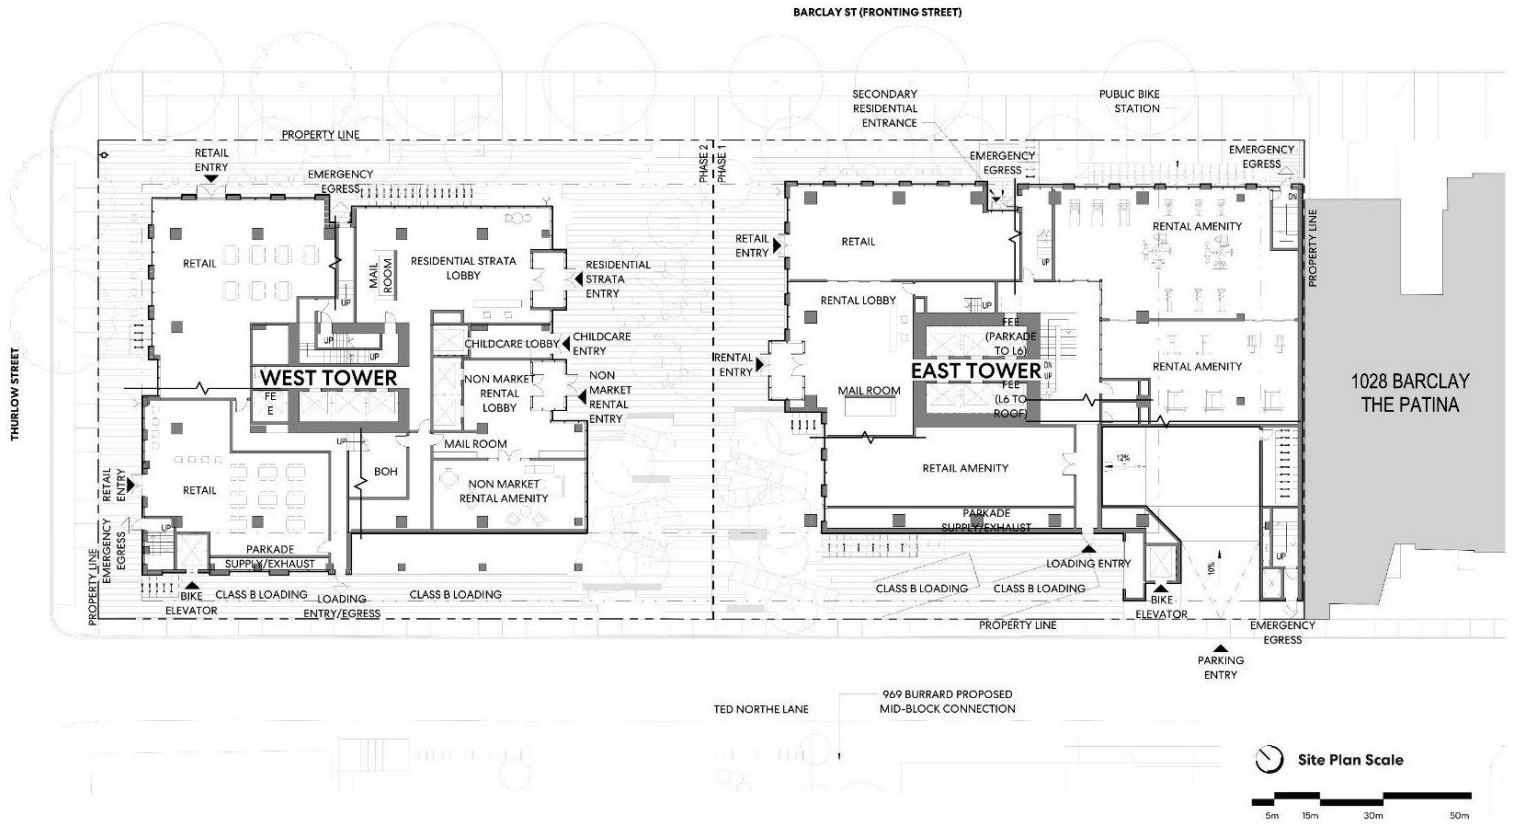 BARCLAY ST (FRONTING STREET)
SECONDARY
RESIDENTIAL
ENTRANCE
PUBLIC BIKE
STATION
PROPERTY LINE
RETAIL
ENTRY
EMERGENCY
EGRESS
PHASE 2
PHASE 1
EMERGENCY
EGRESS
EMERGENCY
EGRESS
DN
PROPERTY LINE
RETAIL
MAIL
ROOM
RESIDENTIAL STRATA
LOBBY
RESIDENTIAL
STRATA
ENTRY
RETAIL
ENTRY
RETAIL
UP
RENTAL AMENITY
UP
RENTAL LOBBY
UP
UP
UP
CHILDCARE LOBBY
CHILDCARE
ENTRY
FEE
(PARKADE
TO L6)
RENTAL
ENTRY
WEST TOWER
EAST TOWER
DN
UP
RENTAL AMENITY
1028 BARCLAY
THE PATINA
THURLOW STREET
FE
E
NON MARKET
RENTAL
LOBBY
NON
MARKET
RENTAL
ENTRY
MAIL ROOM
FEE
(L6 TO
ROOF)
UP
MAIL ROOM
BOH
RETAIL
RETAIL
ENTRY
NON MARKET
RENTAL AMENITY
RETAIL AMENITY
12%
UP
EMERGENCY
EGRESS
PARKADE
SUPPLY/EXHAUST
PARKADE
SUPPLY/EXHAUST
LOADING ENTRY
10%
UP
PROPERTY LINE
BIKE
ELEVATOR
CLASS B LOADING
LOADING
ENTRY/EGRESS
CLASS B LOADING
CLASS B LOADING
CLASS B LOADING
BIKE
ELEVATOR
PROPERTY LINE
EMERGENCY
EGRESS
PARKING
ENTRY
TED NORTHE LANE
969 BURRARD PROPOSED
MID-BLOCK CONNECTION
Site Plan Scale
5m 15m 30m 50m